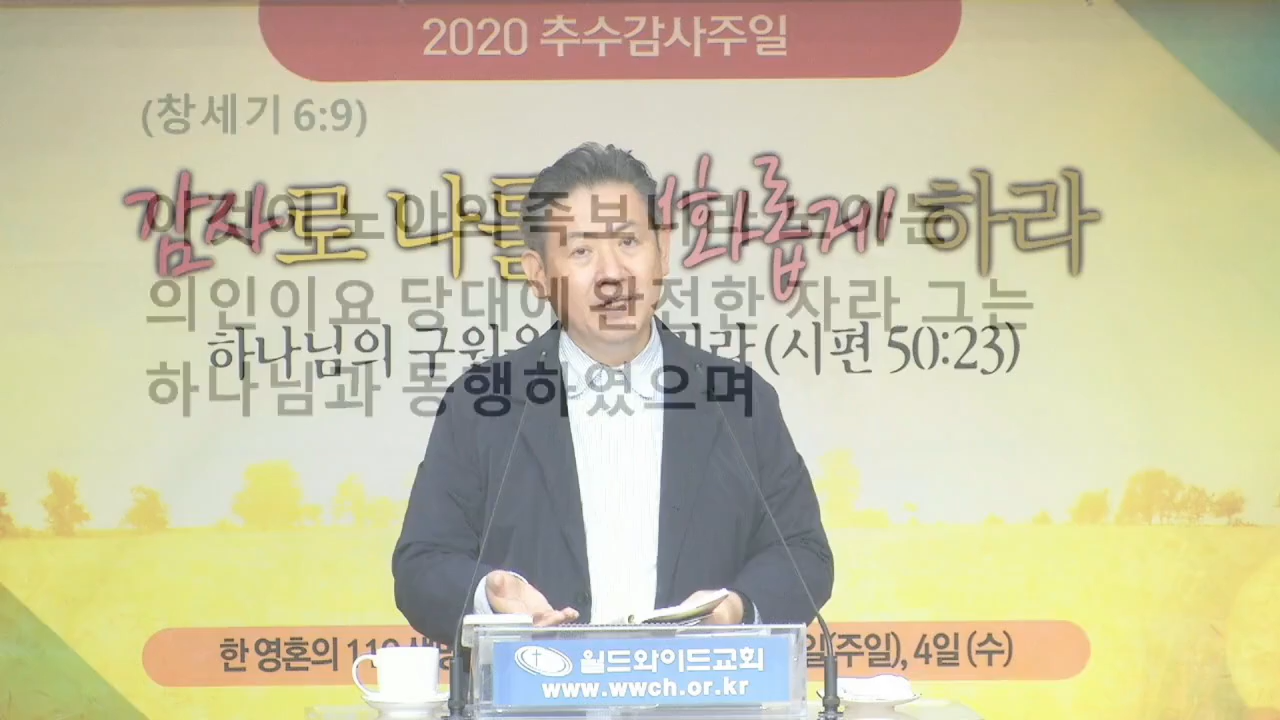 2020 추수감사주일
(창세기 6:9)
감사로 나를 화롭게 하라
의인이요 당대에 완전한 자라 그는
하나님의 구원을 라 (시편 50:23)
하나님과 동행하였으며
한 영혼의 일(주일), 4일(수)
월드와이드교회
www.wwch.or.kr